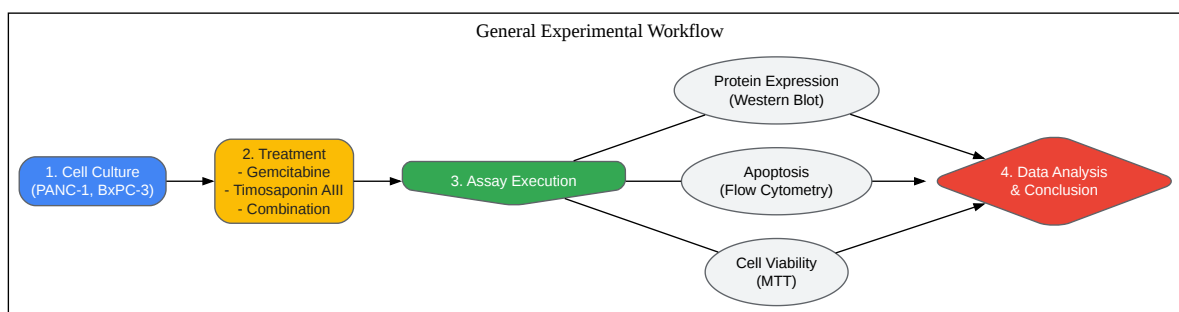 General Experimental Workflow
1. Cell Culture
(PANC-1, BxPC-3)
2. Treatment
- Gemcitabine
- Timosaponin AIII
- Combination
3. Assay Execution
Protein Expression
(Western Blot)
Apoptosis
(Flow Cytometry)
Cell Viability
(MTT)
4. Data Analysis
& Conclusion